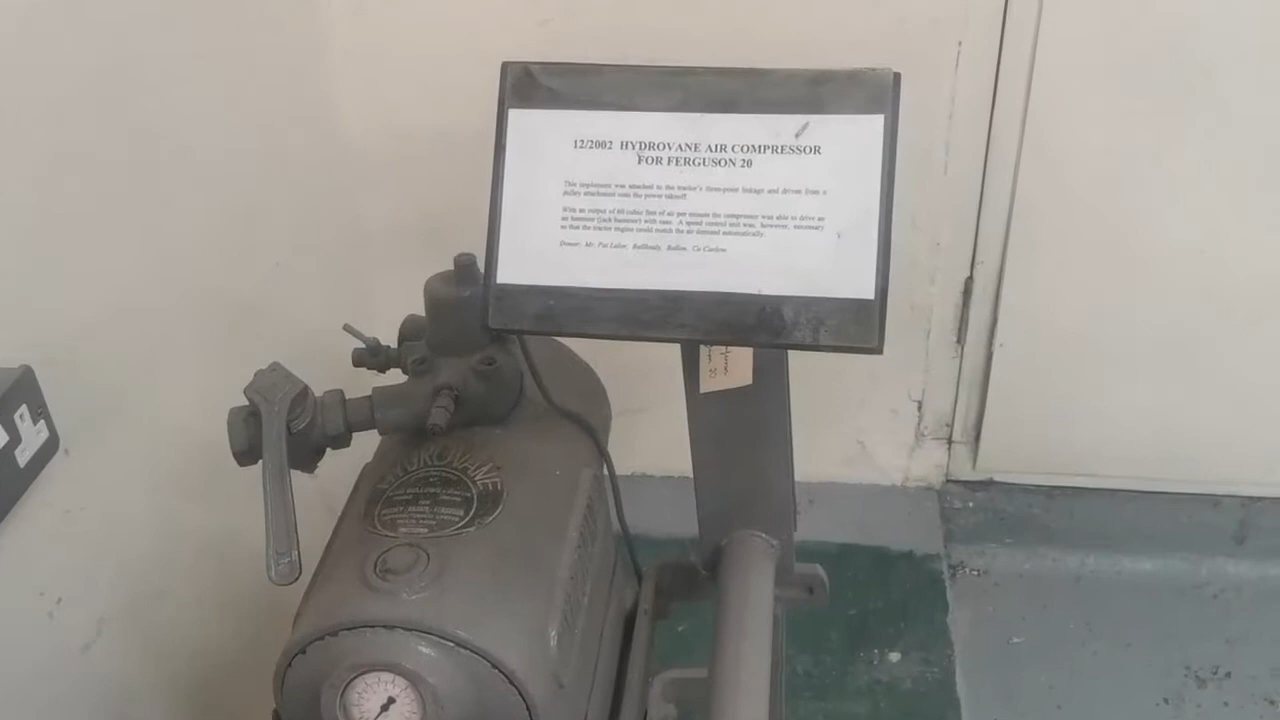 12/2002 HYDROVANE AIR COMPRESSOR
FOR FERGUSON 20
This implement was attached to the tractor's three-point linkage and driven from a
pulley attachment onto the power takeoff.
With an output of 60 cubic feet of air per minute the compressor was able to drive an
air hammer (jack hammer) with ease. A speed control unit was, however, necessary
so that the tractor engine could match the air demand automatically.
Donor: Mr. Pat Lalor, Ballon, Co Carlow
20
HYDROVANE